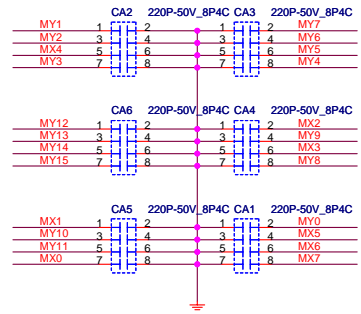 CA2 220P-50V_8P4C CA3 220P-50V_8P4C
MY1 1 2 1 2 MY7
MY2 3 4 3 4 MY6
MX4 5 6 5 6 MY5
MY3 7 8 7 8 MY4
CA6 220P-50V_8P4C CA4 220P-50V_8P4C
MY12 1 2 1 2 MX2
MY13 3 4 3 4 MY9
MY14 5 6 5 6 MX3
MY15 7 8 7 8 MY8
CA5 220P-50V_8P4C CA1 220P-50V_8P4C
MX1 1 2 1 2 MY0
MY10 3 4 3 4 MX5
MY11 5 6 5 6 MX6
MX0 7 8 7 8 MX7